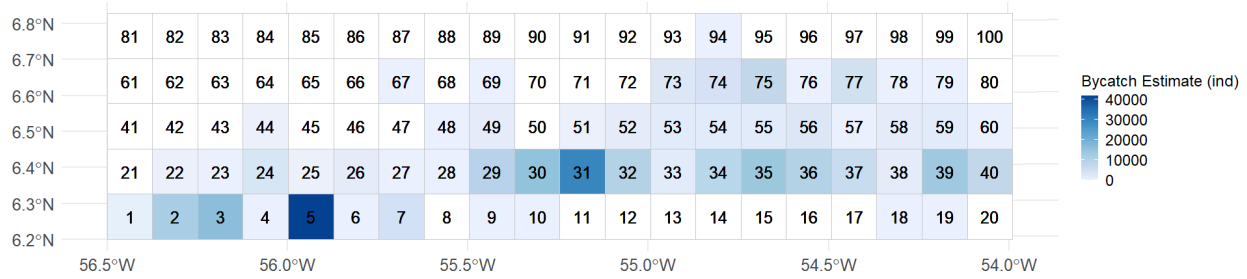 6.8°N
81 82 83 84 85 86 87 88 89 90 91 92 93 94 95 96 97 98 99 100
6.7°N
61 62 63 64 65 66 67 68 69 70 71 72 73 74 75 76 77 78 79 80
6.6°N
41 42 43 44 45 46 47 48 49 50 51 52 53 54 55 56 57 58 59 60
6.5°N
21 22 23 24 25 26 27 28 29 30 31 32 33 34 35 36 37 38 39 40
6.4°N
1 2 3 4 5 6 7 8 9 10 11 12 13 14 15 16 17 18 19 20
6.3°N
6.2°N
56.5°W 56.0°W 55.5°W 55.0°W 54.5°W 54.0°W
Bycatch Estimate (ind)
40000
30000
20000
10000
0